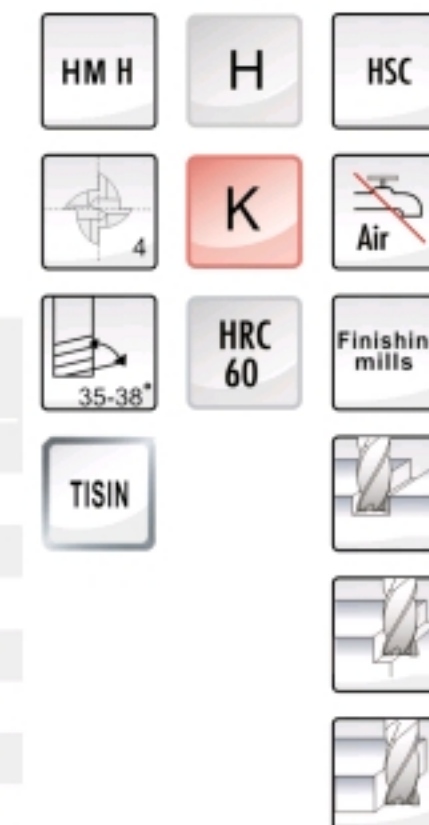 HM H
H
HSC
4
K
Air
35-38°
HRC
60
Finishin
mills
TISIN